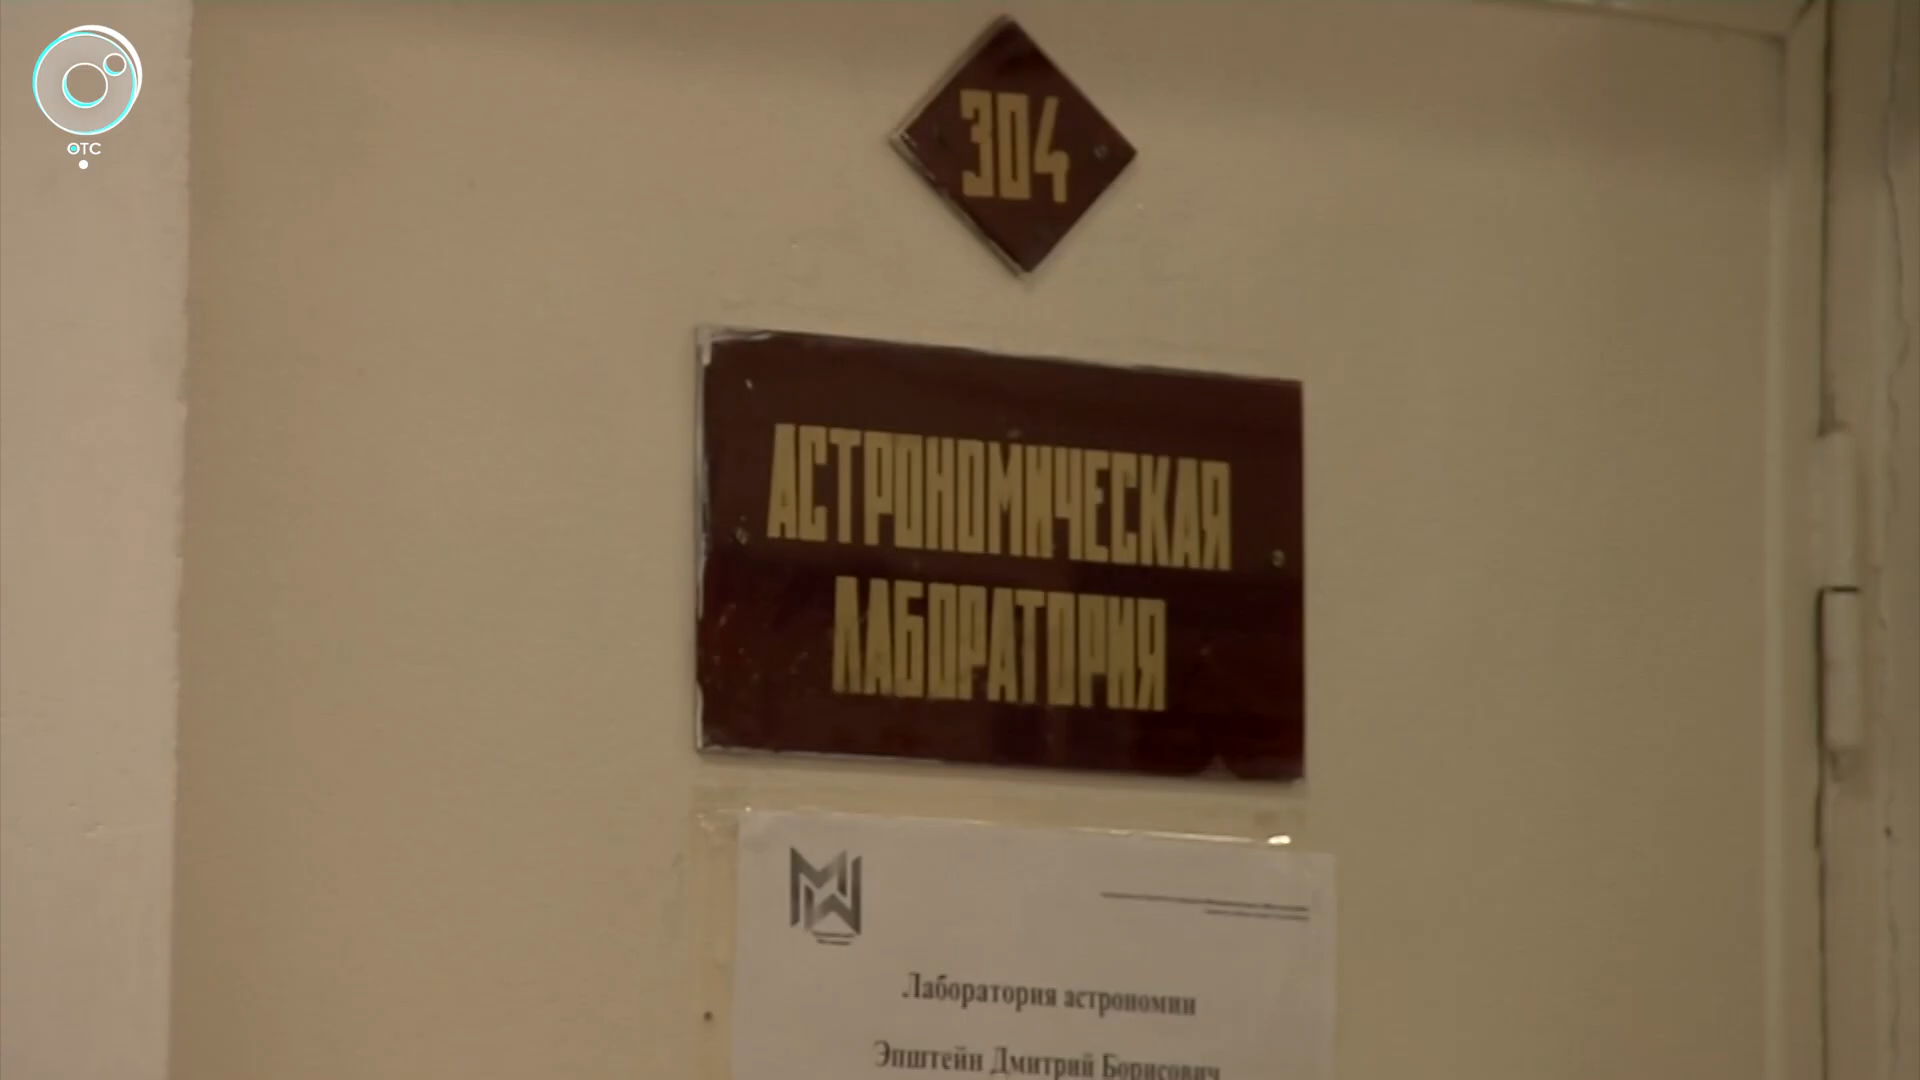 ОТС
304
АСТРОНОМИЧЕСКАЯ
ЛАБОРАТОРИЯ
Лаборатория астрономии
Эпштейн Дмитрий Борисович